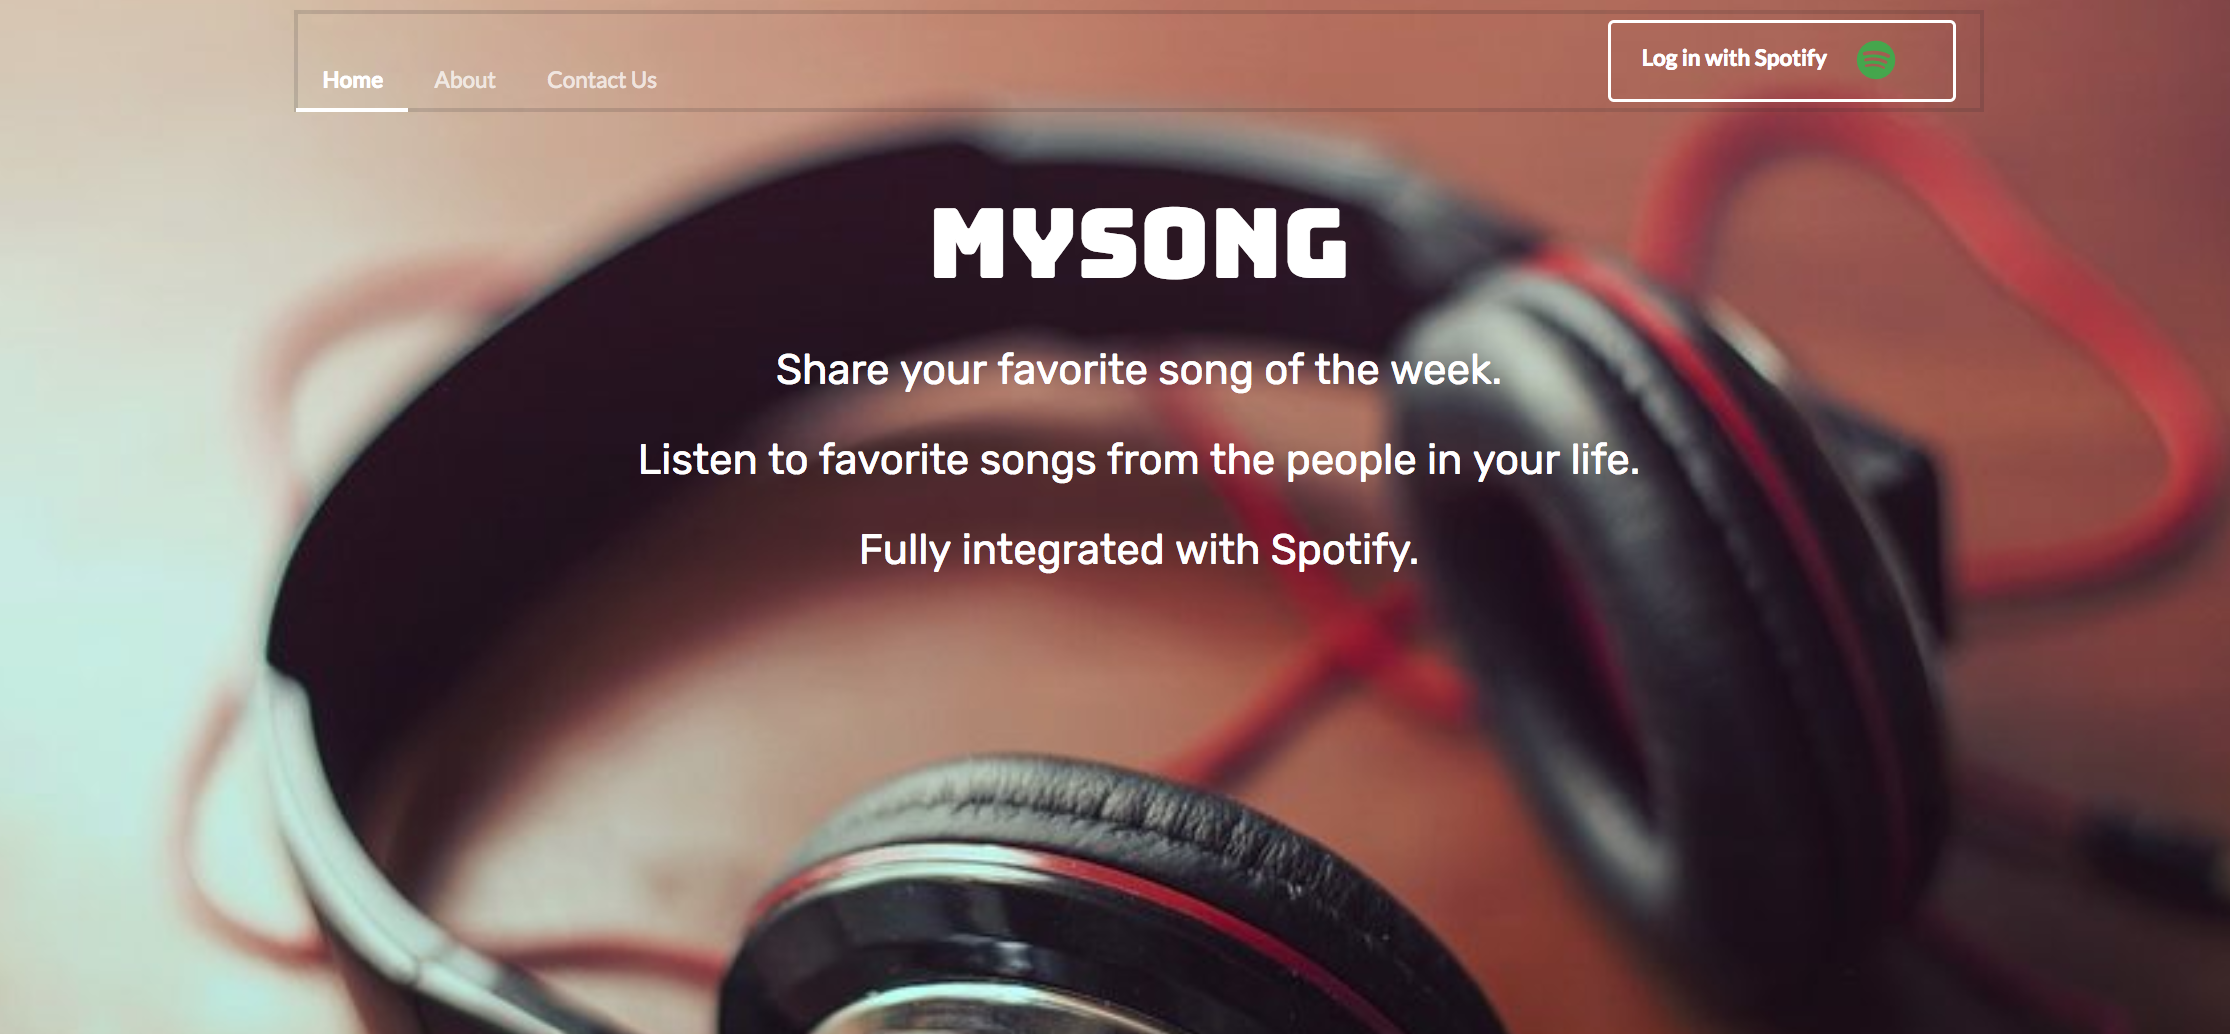 Home About Contact Us Log in with Spotify
MYSONG
Share your favorite song of the week.
Listen to favorite songs from the people in your life.
Fully integrated with Spotify.